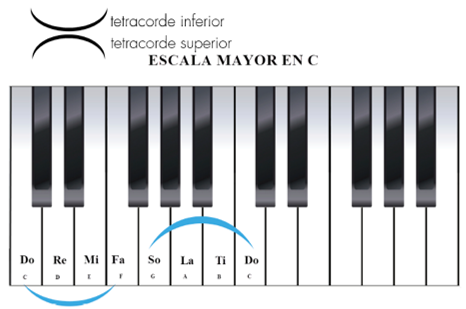 tetracorde inferior
tetracorde superior
ESCALA MAYOR EN C
Do Re Mi Fa So La Ti Do
C D E F G A B C